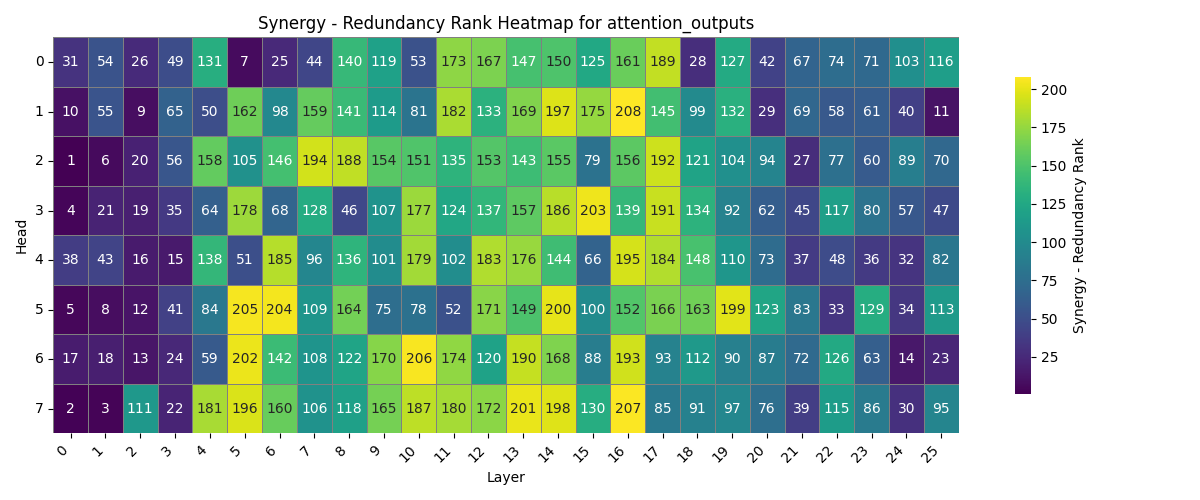 Synergy - Redundancy Rank Heatmap for attention_outputs
Head
0 31 54 26 49 131 7 25 44 140 119 53 173 167 147 150 125 161 189 28 127 42 67 74 71 103 116
1 10 55 9 65 50 162 98 159 141 114 81 182 133 169 197 175 208 145 99 132 29 69 58 61 40 11
2 1 6 20 56 158 105 146 194 188 154 151 135 153 143 155 79 156 192 121 104 94 27 77 60 89 70
3 4 21 19 35 64 178 68 128 46 107 177 124 137 157 186 203 139 191 134 92 62 45 117 80 57 47
4 38 43 16 15 138 51 185 96 136 101 179 102 183 176 144 66 195 184 148 110 73 37 48 36 32 82
5 5 8 12 41 84 205 204 109 164 75 78 52 171 149 200 100 152 166 163 199 123 83 33 129 34 113
6 17 18 13 24 59 202 142 108 122 170 206 174 120 190 168 88 193 93 112 90 87 72 126 63 14 23
7 2 3 111 22 181 196 160 106 118 165 187 180 172 201 198 130 207 85 91 97 76 39 115 86 30 95
0 1 2 3 4 5 6 7 8 9 10 11 12 13 14 15 16 17 18 19 20 21 22 23 24 25
Layer
200
175
150
125
100
75
50
25
Synergy - Redundancy Rank